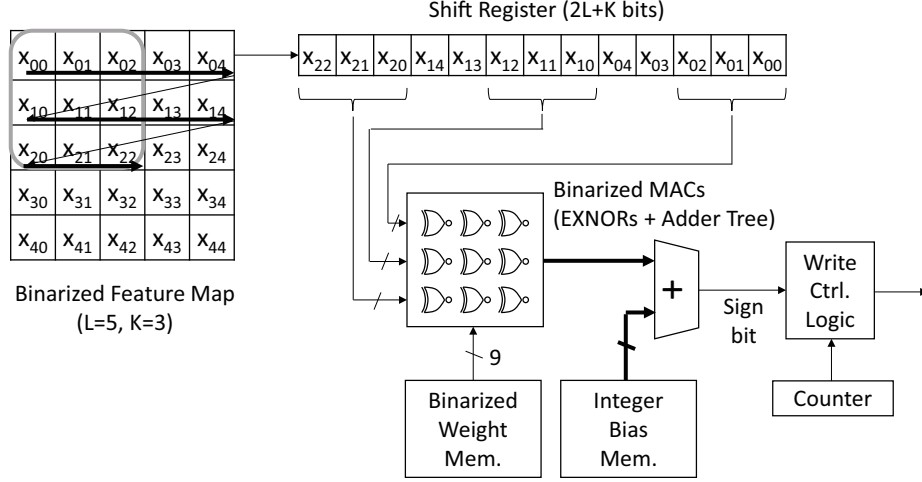 Shift Register (2L+K bits)
x00 x01 x02 x03 x04
x10 x11 x12 x13 x14
x20 x21 x22 x23 x24
x30 x31 x32 x33 x34
x40 x41 x42 x43 x44
x22 x21 x20 x14 x13 x12 x11 x10 x04 x03 x02 x01 x00
Binarized Feature Map
(L=5, K=3)
Binarized MACs
(EXNORs + Adder Tree)
+
Sign
bit
Write
Ctrl.
Logic
9
Binarized
Weight
Mem.
Integer
Bias
Mem.
Counter